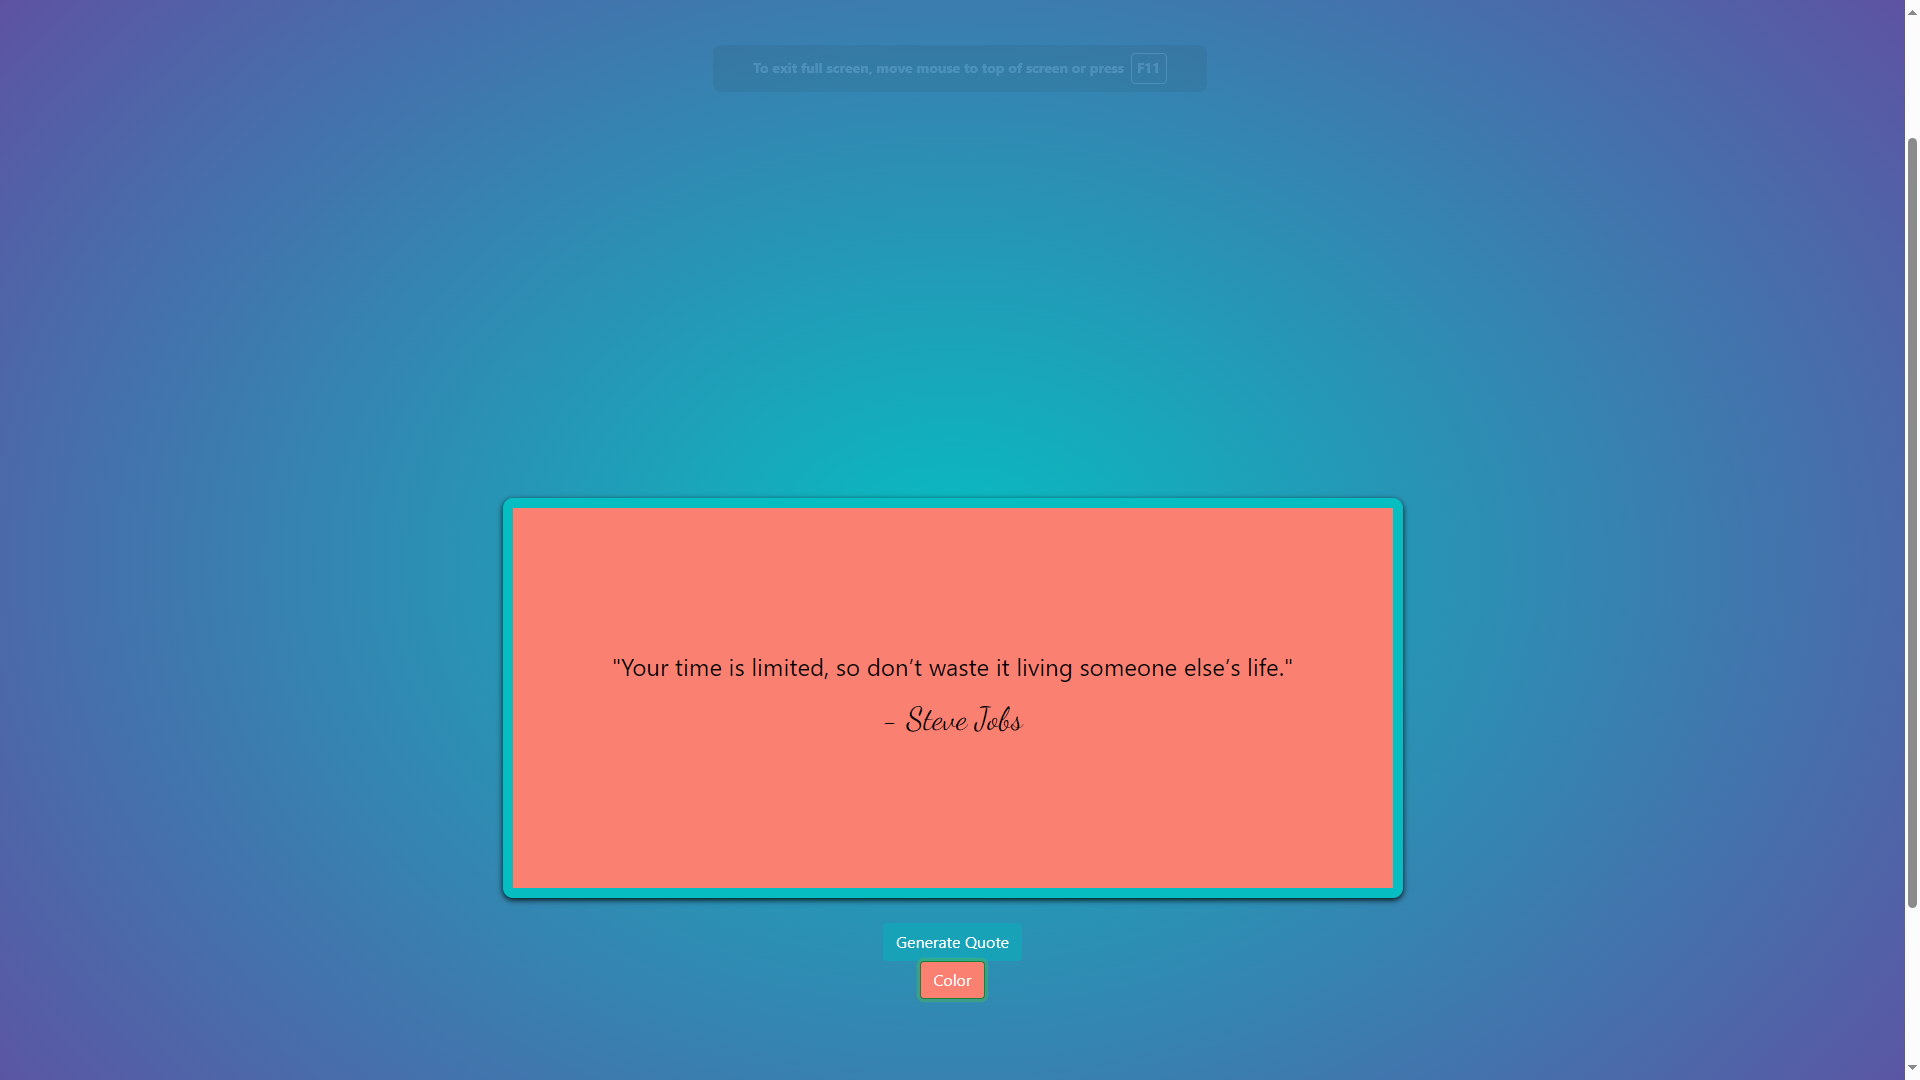 To exit full screen, move mouse to top of screen or press F11
"Your time is limited, so don’t waste it living someone else’s life."
- Steve Jobs
Generate Quote
Color